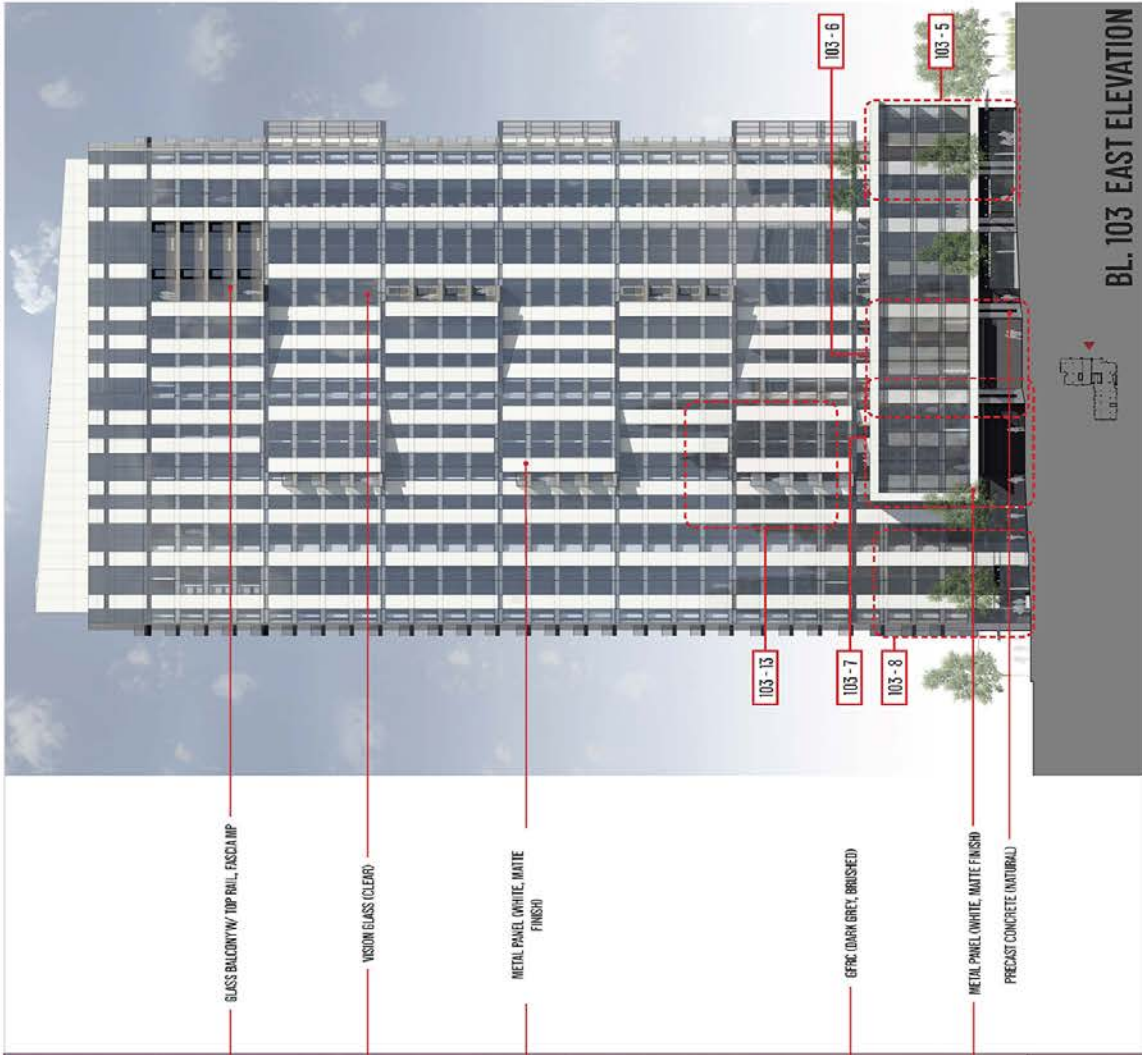 GLASS BALCONY W/ TOP RAIL, FASCIA MP
VISION GLASS (CLEAR)
METAL PANEL (WHITE, MATTE
FINISH)
GFRC (DARK GREY, BRUSHED)
METAL PANEL (WHITE, MATTE FINISH)
PRECAST CONCRETE (NATURAL)
103 - 13
103 - 7
103 - 8
103 - 6
103 - 5
BL. 103 EAST ELEVATION